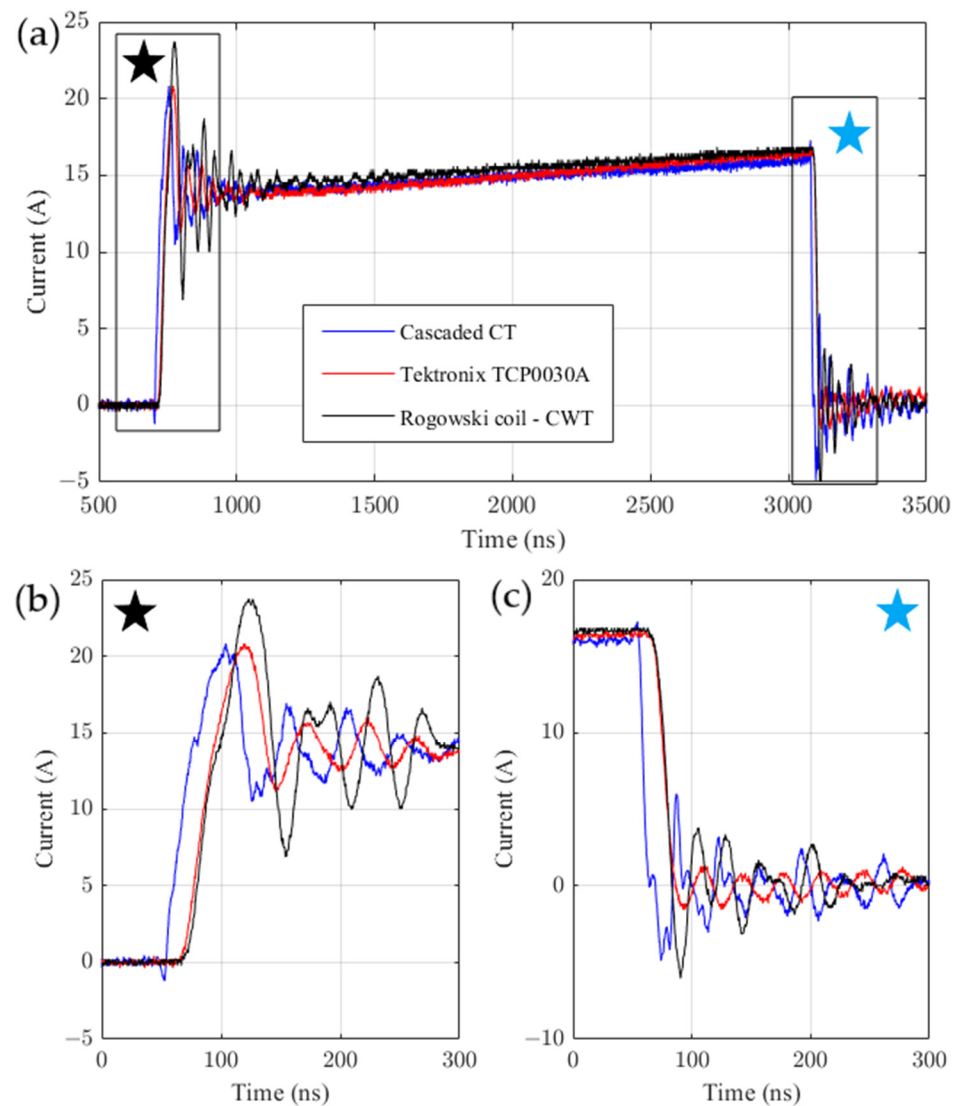 (a)
25
20
15
10
5
0
−5
Current (A)
Cascaded CT
Tektronix TCP0030A
Rogowski coil - CWT
500 1000 1500 2000 2500 3000 3500
Time (ns)
(b)
25
20
15
10
5
0
−5
Current (A)
0 100 200 300
Time (ns)
(c)
20
10
0
−10
Current (A)
0 100 200 300
Time (ns)